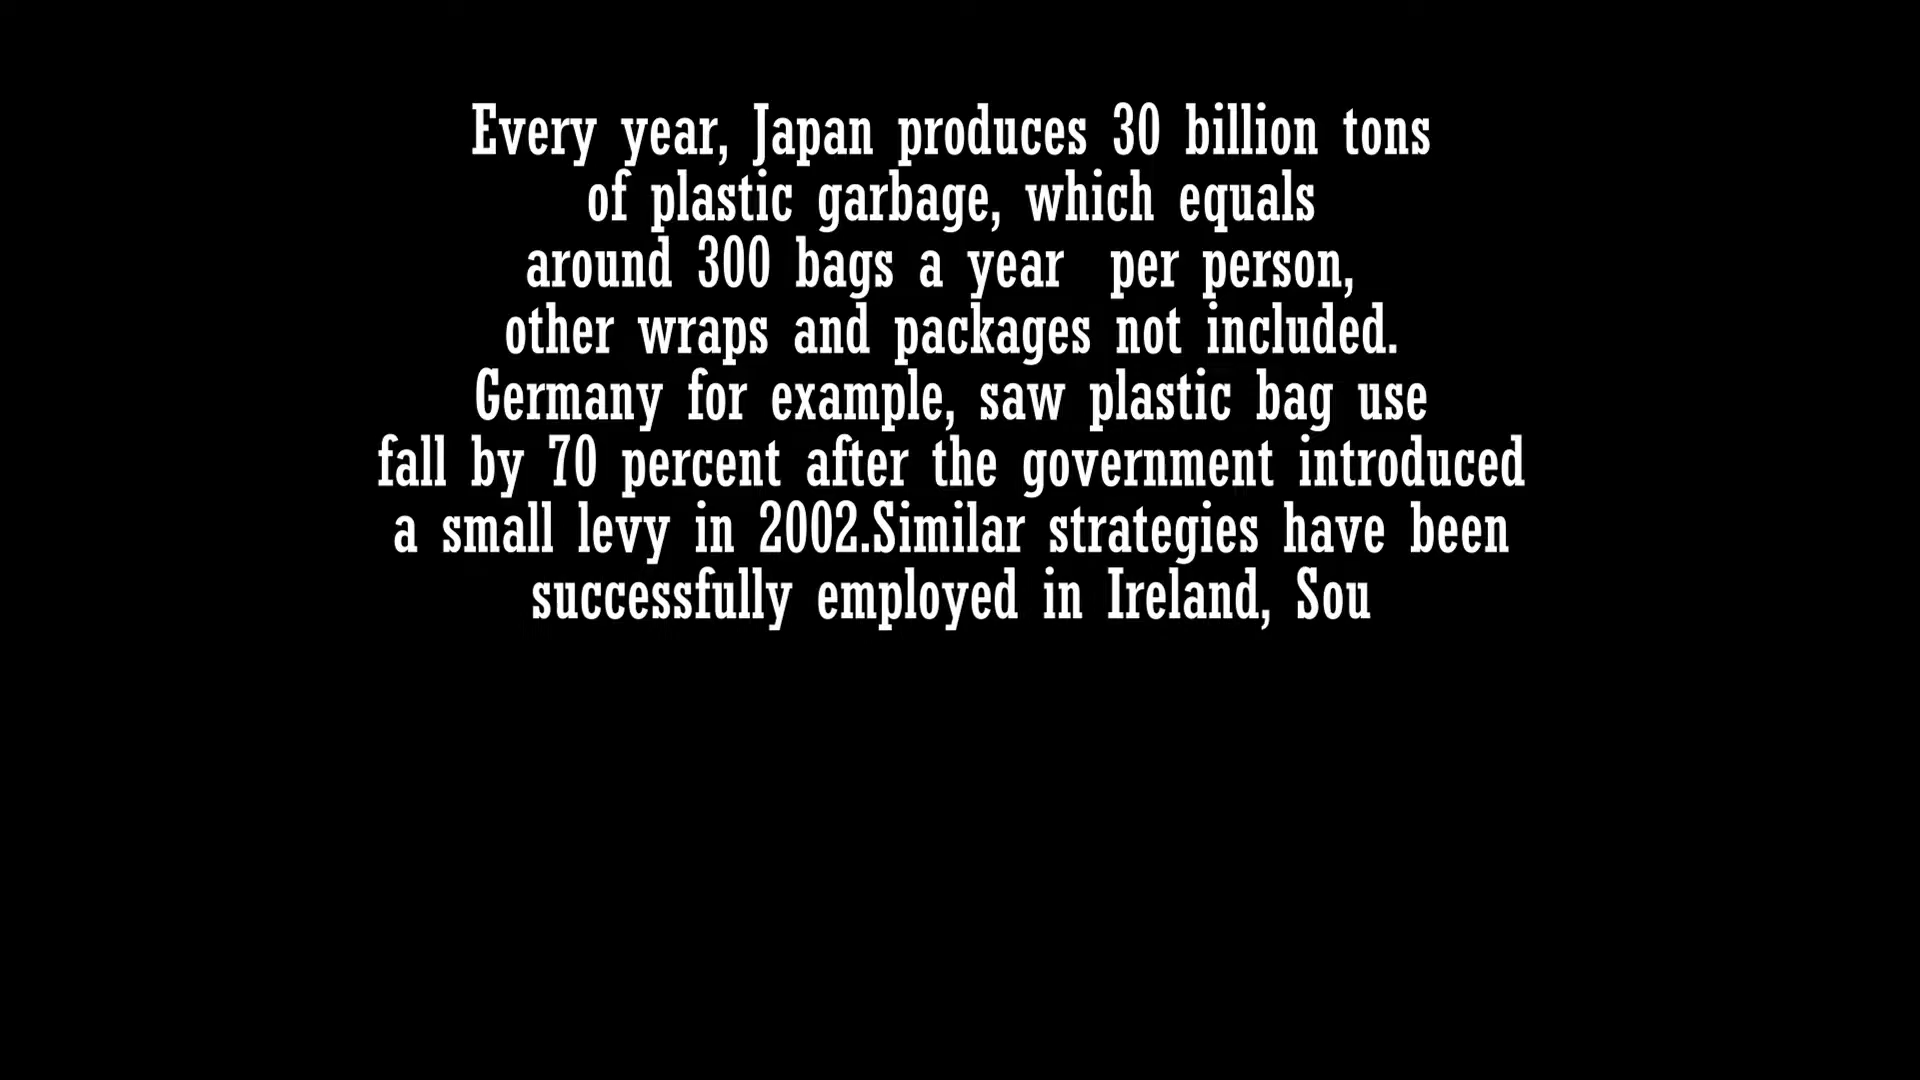 Every year, Japan produces 30 billion tons
of plastic garbage, which equals
around 300 bags a year  per person,
other wraps and packages not included.
Germany for example, saw plastic bag use
fall by 70 percent after the government introduced
a small levy in 2002.Similar strategies have been
successfully employed in Ireland, Sou